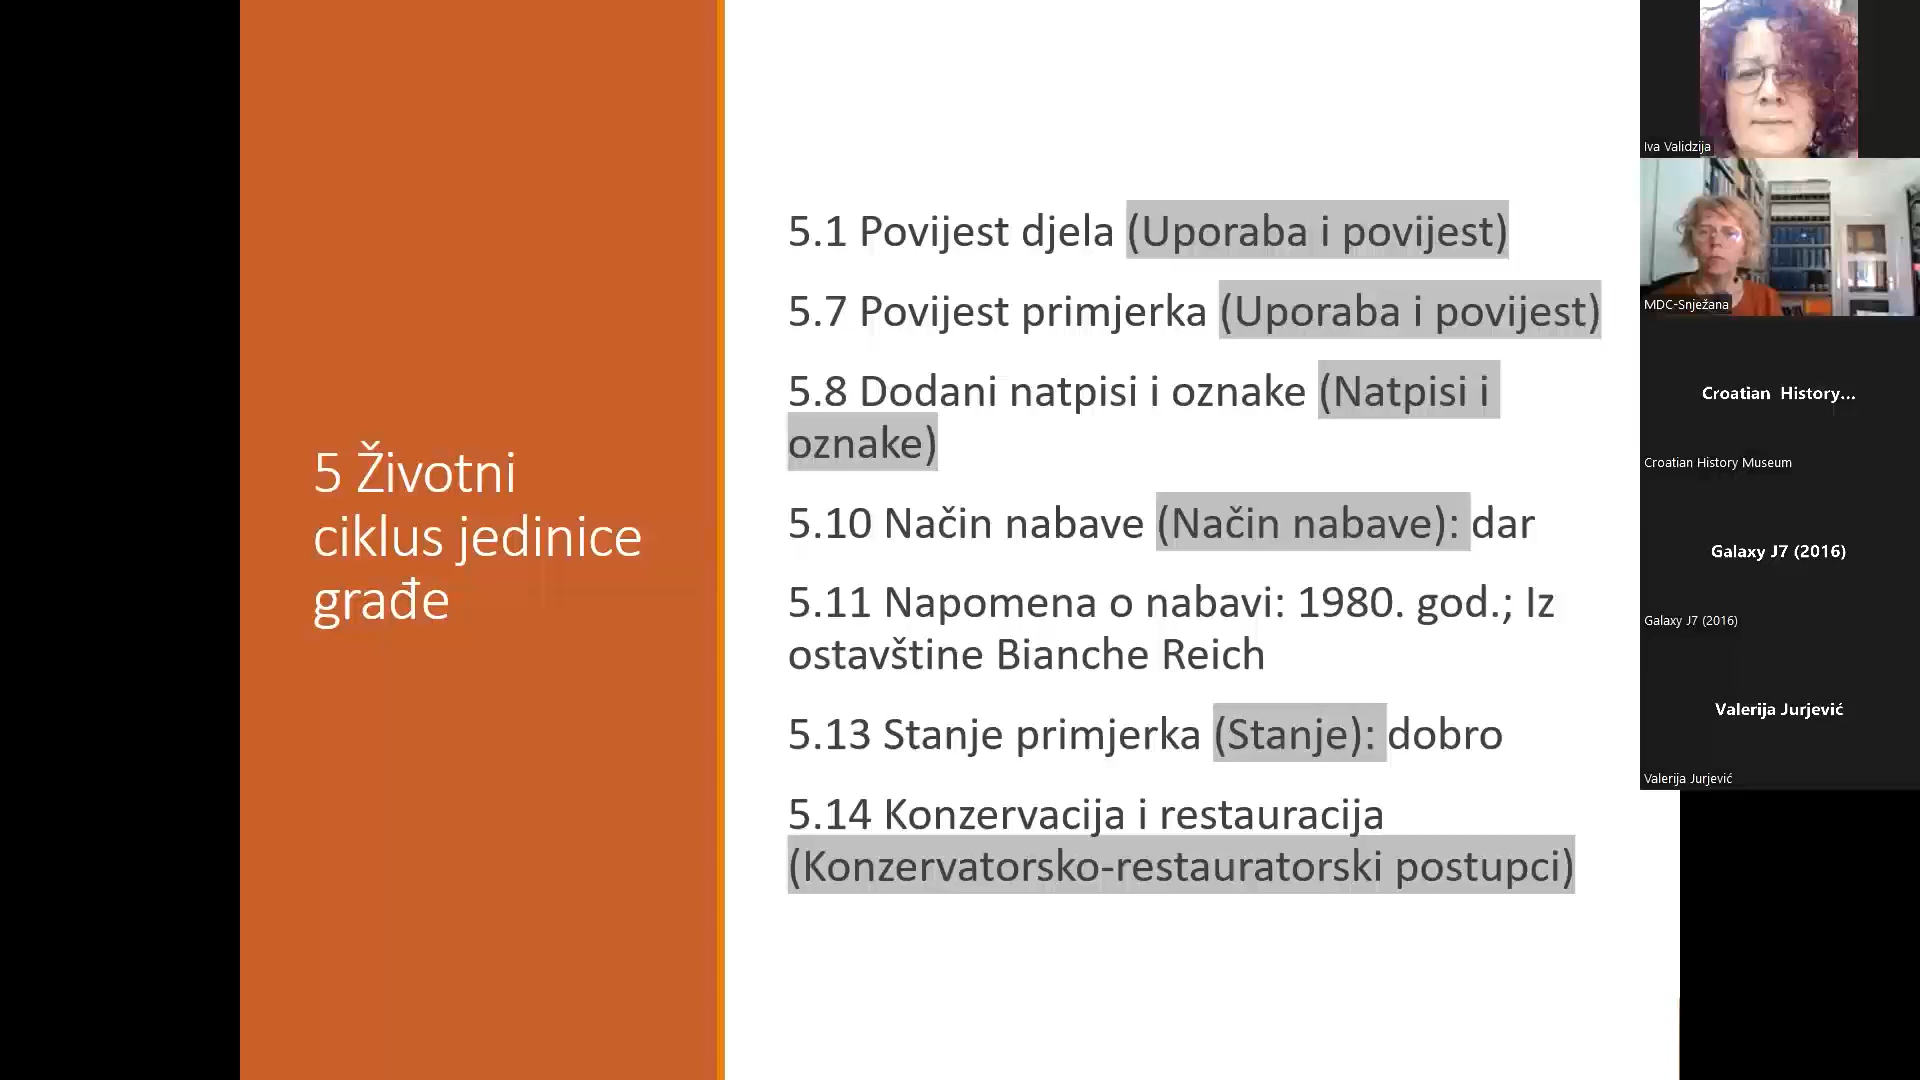 5 Životni
ciklus jedinice
građe
5.1 Povijest djela (Uporaba i povijest)
5.7 Povijest primjerka (Uporaba i povijest)
5.8 Dodani natpisi i oznake (Natpisi i
oznake)
5.10 Način nabave (Način nabave): dar
5.11 Napomena o nabavi: 1980. god.; Iz
ostavštine Bianche Reich
5.13 Stanje primjerka (Stanje): dobro
5.14 Konzervacija i restauracija
(Konzervatorsko-restauratorski postupci)
Iva Validzija
MDC-Snježana
Croatian History...
Croatian History Museum
Galaxy J7 (2016)
Galaxy J7 (2016)
Valerija Jurjević
Valerija Jurjević